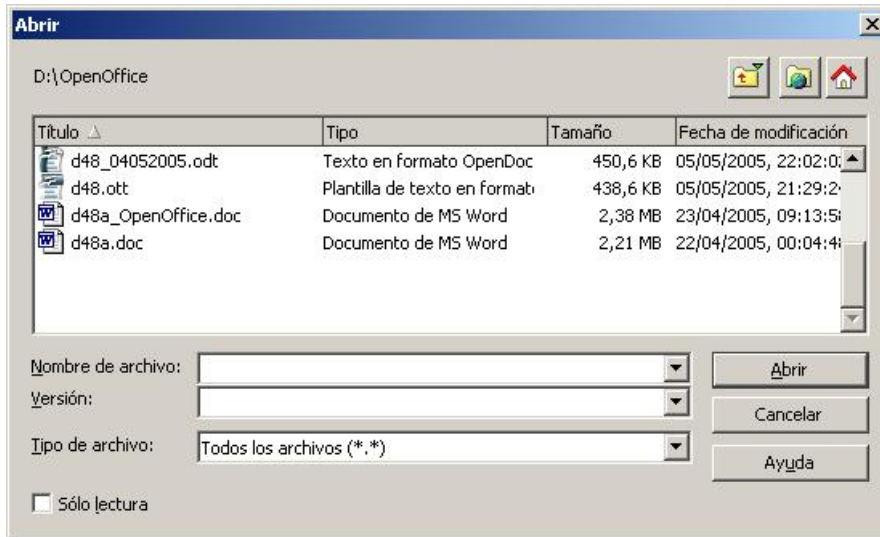 Abrir
D:\OpenOffice
Título Tipo Tamaño Fecha de modificación
d48_04052005.odt Texto en formato OpenDoc 450,6 KB 05/05/2005, 22:02:0
d48.ott Plantilla de texto en format 438,6 KB 05/05/2005, 21:29:2
d48a_OpenOffice.doc Documento de MS Word 2,38 MB 23/04/2005, 09:13:5
d48a.doc Documento de MS Word 2,21 MB 22/04/2005, 00:04:4
Nombre de archivo: Abrir
Versión:
Cancelar
Tipo de archivo: Todos los archivos (*.*)
Ayuda
Sólo lectura